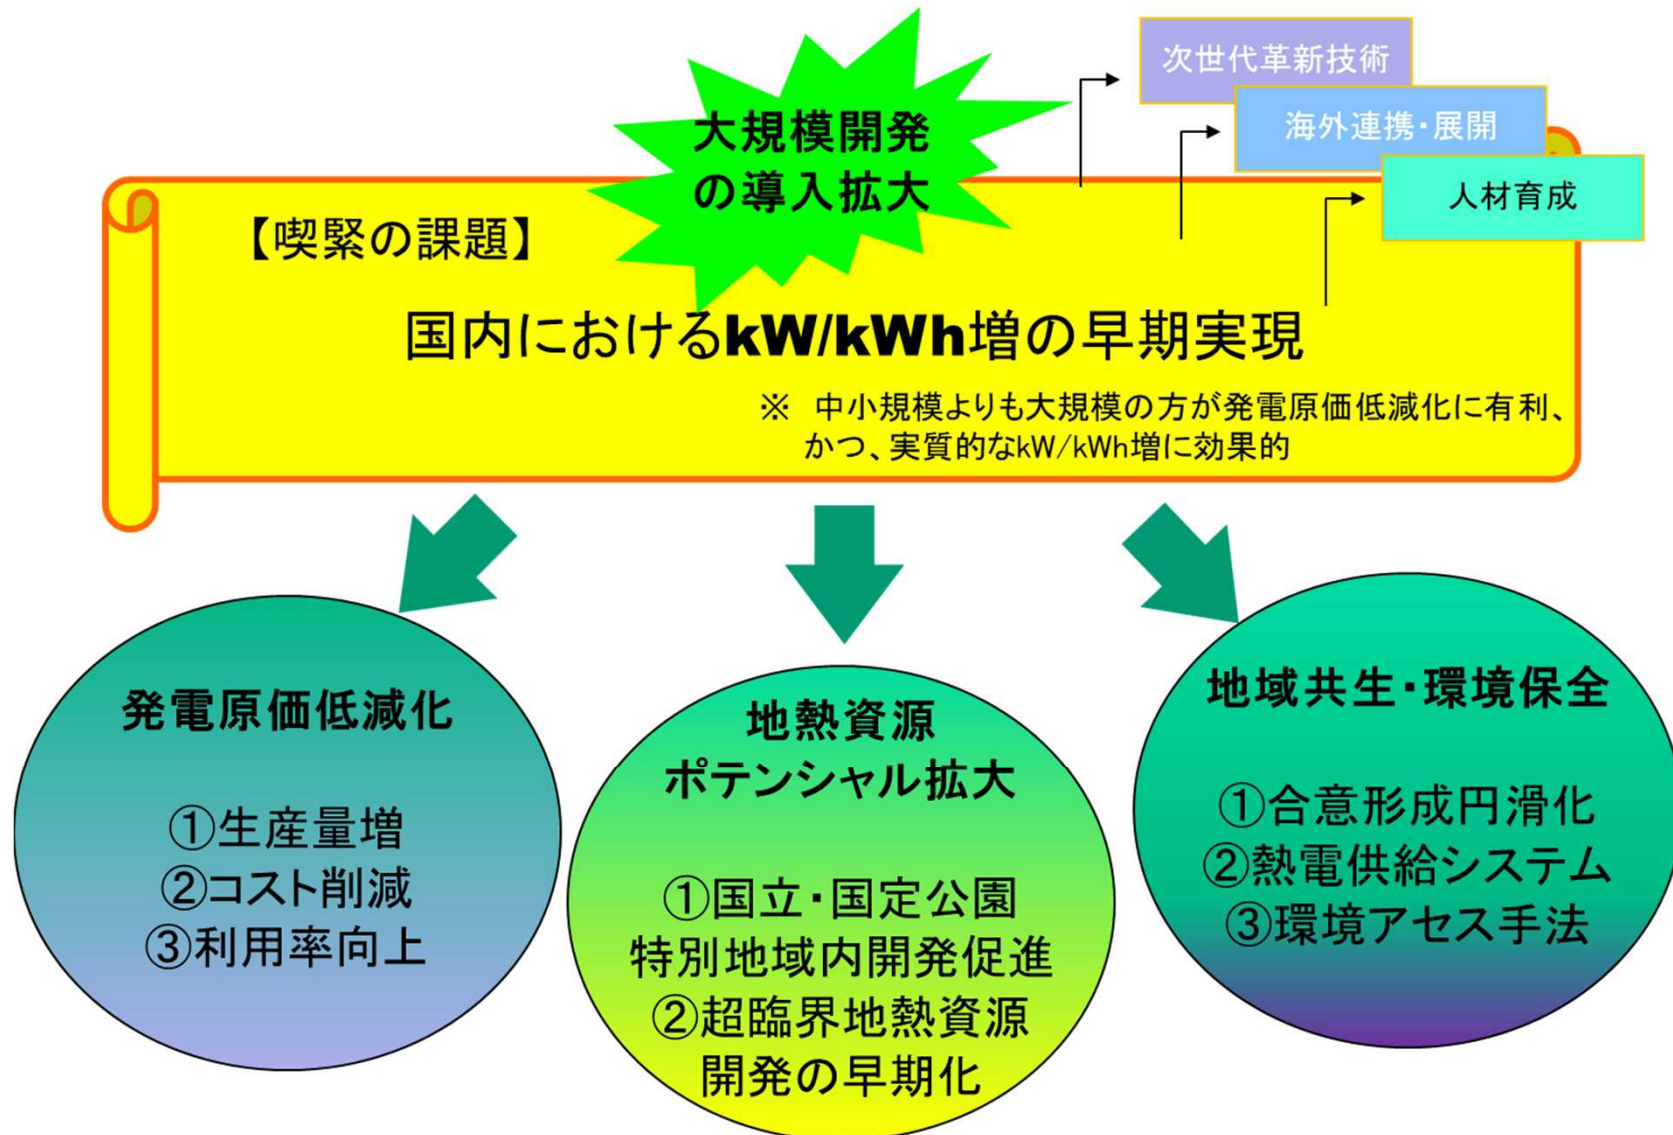 次世代革新技術
海外連携・展開
人材育成
大規模開発
の導入拡大
【喫緊の課題】
国内におけるkW/kWh増の早期実現
※ 中小規模よりも大規模の方が発電原価低減化に有利、
かつ、実質的なkW/kWh増に効果的
発電原価低減化
①生産量増
②コスト削減
③利用率向上
地熱資源
ポテンシャル拡大
①国立・国定公園
特別地域内開発促進
②超臨界地熱資源
開発の早期化
地域共生・環境保全
①合意形成円滑化
②熱電供給システム
③環境アセス手法